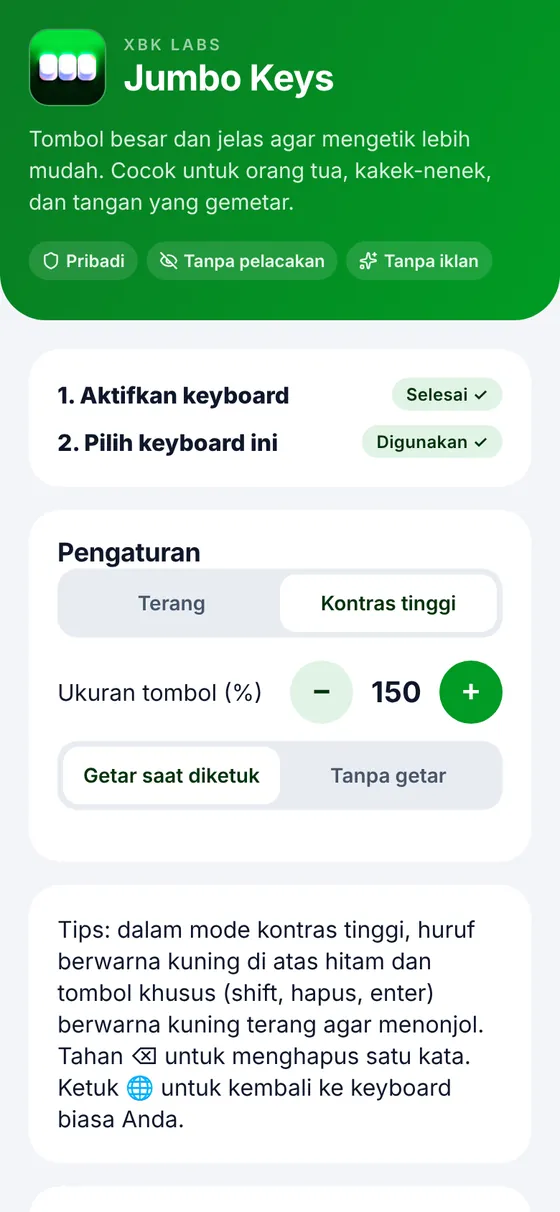 XBK LABS
Jumbo Keys
Tombol besar dan jelas agar mengetik lebih
mudah. Cocok untuk orang tua, kakek-nenek,
dan tangan yang gemetar.
Pribadi
Tanpa pelacakan
Tanpa iklan
1. Aktifkan keyboard
Selesai ✓
2. Pilih keyboard ini
Digunakan ✓
Pengaturan
Terang
Kontras tinggi
Ukuran tombol (%)
−
150
+
Getar saat diketuk
Tanpa getar
Tips: dalam mode kontras tinggi, huruf
berwarna kuning di atas hitam dan
tombol khusus (shift, hapus, enter)
berwarna kuning terang agar menonjol.
Tahan ⌫ untuk menghapus satu kata.
Ketuk 🌐 untuk kembali ke keyboard
biasa Anda.